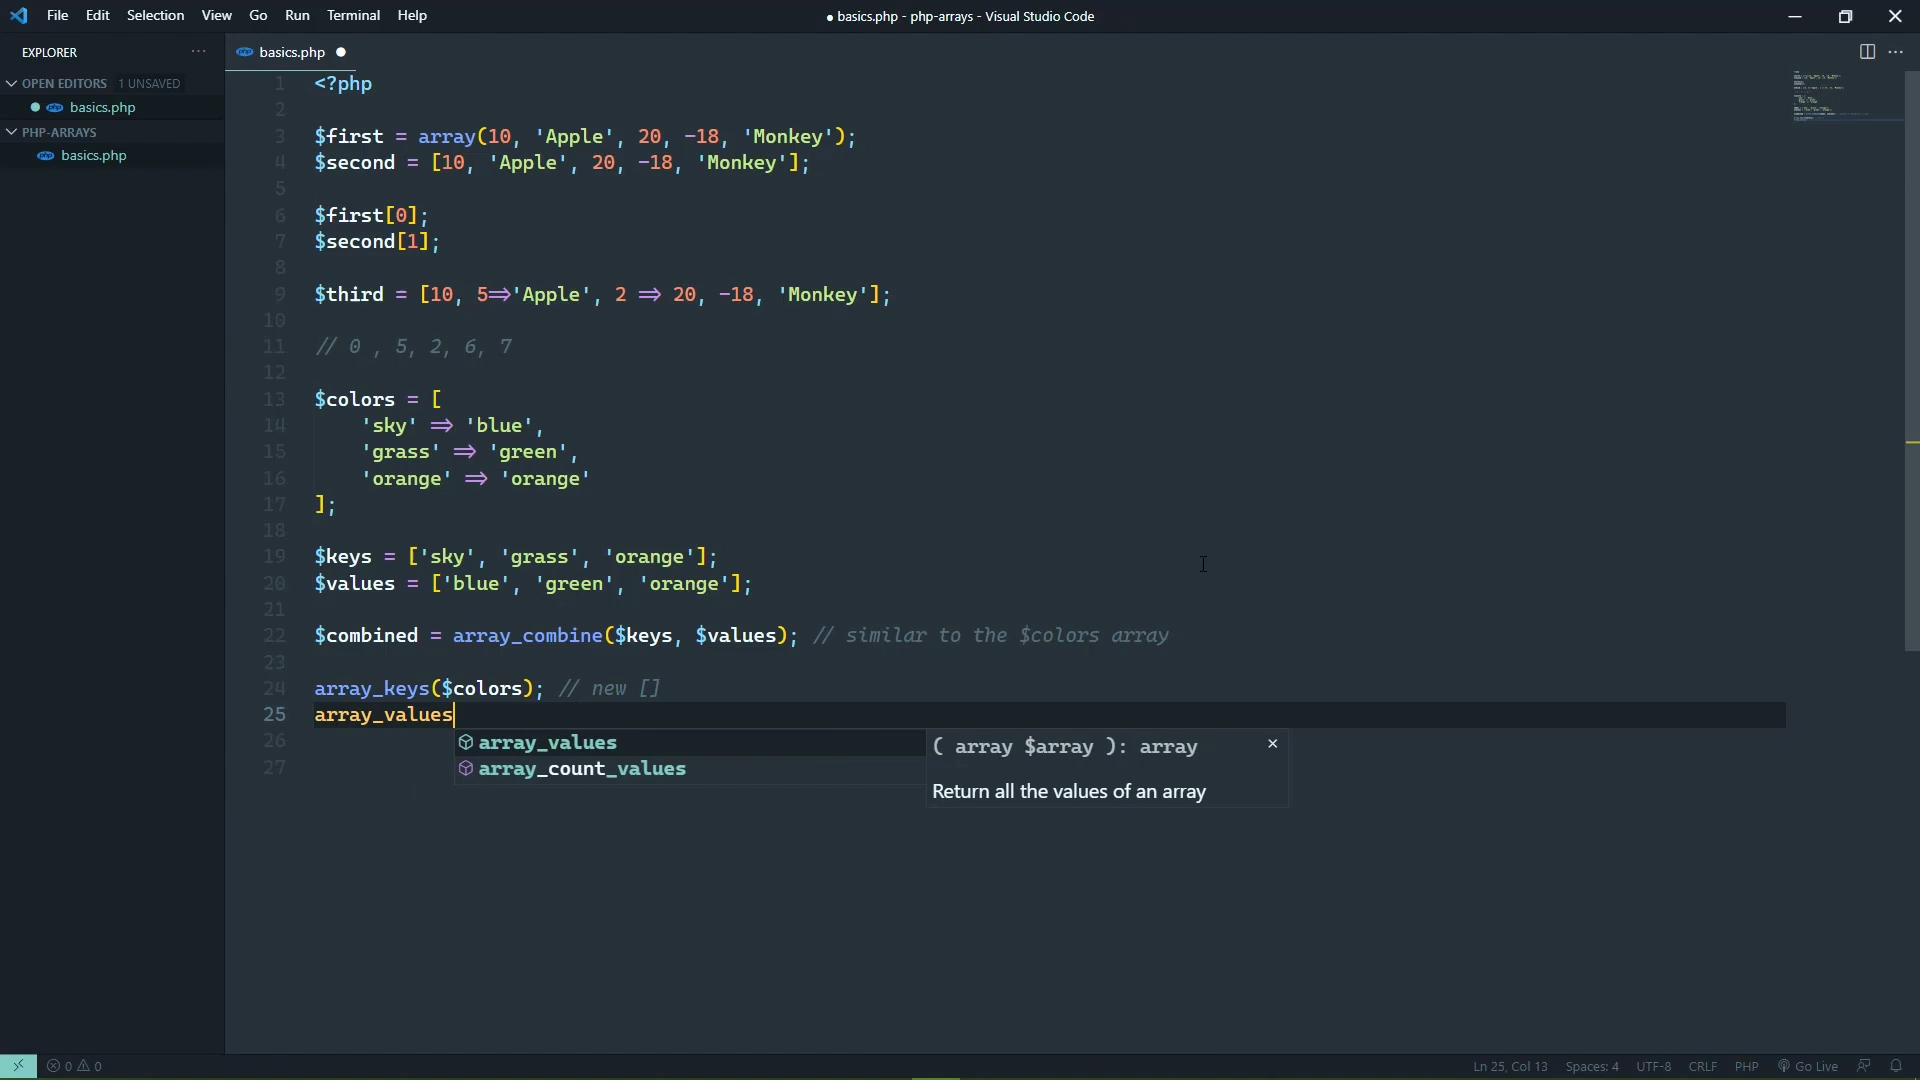 File Edit Selection View Go Run Terminal Help
● basics.php - php-arrays - Visual Studio Code
EXPLORER
basics.php
OPEN EDITORS 1 UNSAVED
basics.php
PHP-ARRAYS
basics.php
1 <?php
2
3 $first = array(10, 'Apple', 20, -18, 'Monkey');
4 $second = [10, 'Apple', 20, -18, 'Monkey'];
5
6 $first[0];
7 $second[1];
8
9 $third = [10, 5=>'Apple', 2 => 20, -18, 'Monkey'];
10
11 // 0 , 5, 2, 6, 7
12
13 $colors = [
14 'sky' => 'blue',
15 'grass' => 'green',
16 'orange' => 'orange'
17 ];
18
19 $keys = ['sky', 'grass', 'orange'];
20 $values = ['blue', 'green', 'orange'];
21
22 $combined = array_combine($keys, $values); // similar to the $colors array
23
24 array_keys($colors); // new []
25 array_values
26
27
array_values
array_count_values
( array $array ): array
Return all the values of an array
0 0
Ln 25, Col 13 Spaces: 4 UTF-8 CRLF PHP Go Live